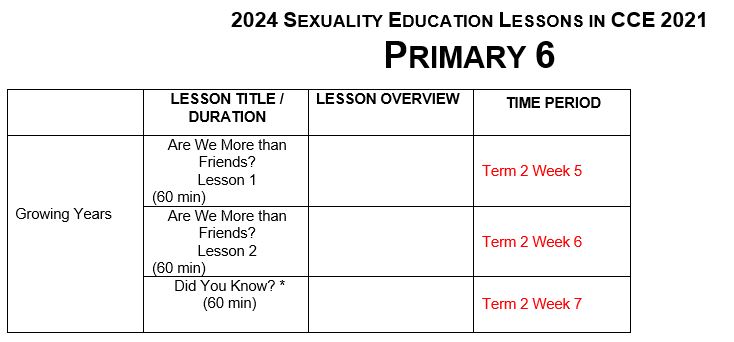 2024 SEXUALITY EDUCATION LESSONS IN CCE 2021
PRIMARY 6
LESSON TITLE /
DURATION
LESSON OVERVIEW
TIME PERIOD
Growing Years
Are We More than
Friends?
Lesson 1
(60 min)
Term 2 Week 5
Are We More than
Friends?
Lesson 2
(60 min)
Term 2 Week 6
Did You Know? *
(60 min)
Term 2 Week 7